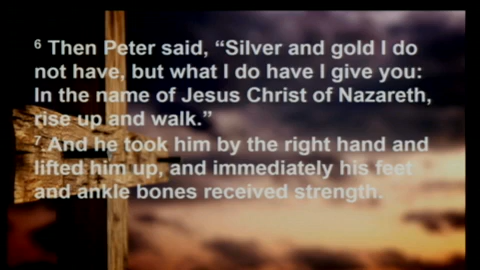 6 Then Peter said, “Silver and gold I do
not have, but what I do have I give you:
In the name of Jesus Christ of Nazareth,
rise up and walk.”
7 And he took him by the right hand and
lifted him up, and immediately his feet
and ankle bones received strength.